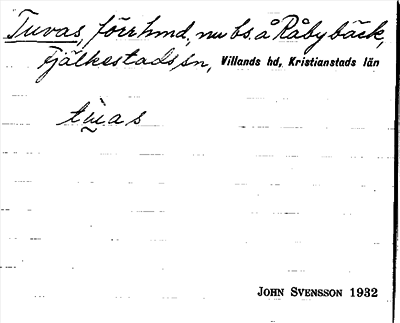 Tuvas, förr hmd, nu bs. å Råbybäck,
Fjälkestads sn, Villands hd, Kristianstads län
tu̯as
JOHN SVENSSON 1932